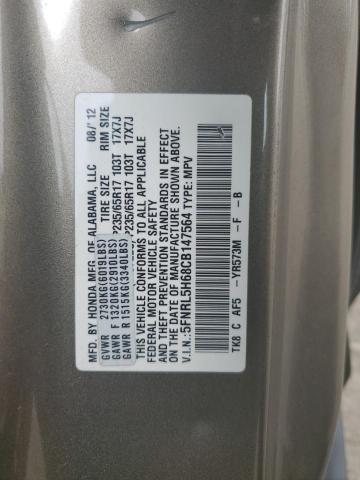 MFD. BY HONDA MFG. OF ALABAMA, LLC 08/'12
TIRE SIZE RIM SIZE
GVWR 2730KG(6019LBS)
GAWR F 1320KG(2910LBS) P235/65R17 103T 17X7J
GAWR R 1515KG(3340LBS) P235/65R17 103T 17X7J
THIS VEHICLE CONFORMS TO ALL APPLICABLE
FEDERAL MOTOR VEHICLE SAFETY
AND THEFT PREVENTION STANDARDS IN EFFECT
ON THE DATE OF MANUFACTURE SHOWN ABOVE.
V.I.N.:5FNRL5H68CB147564 TYPE: MPV
TK8 C AF5 -YR573M - F - B